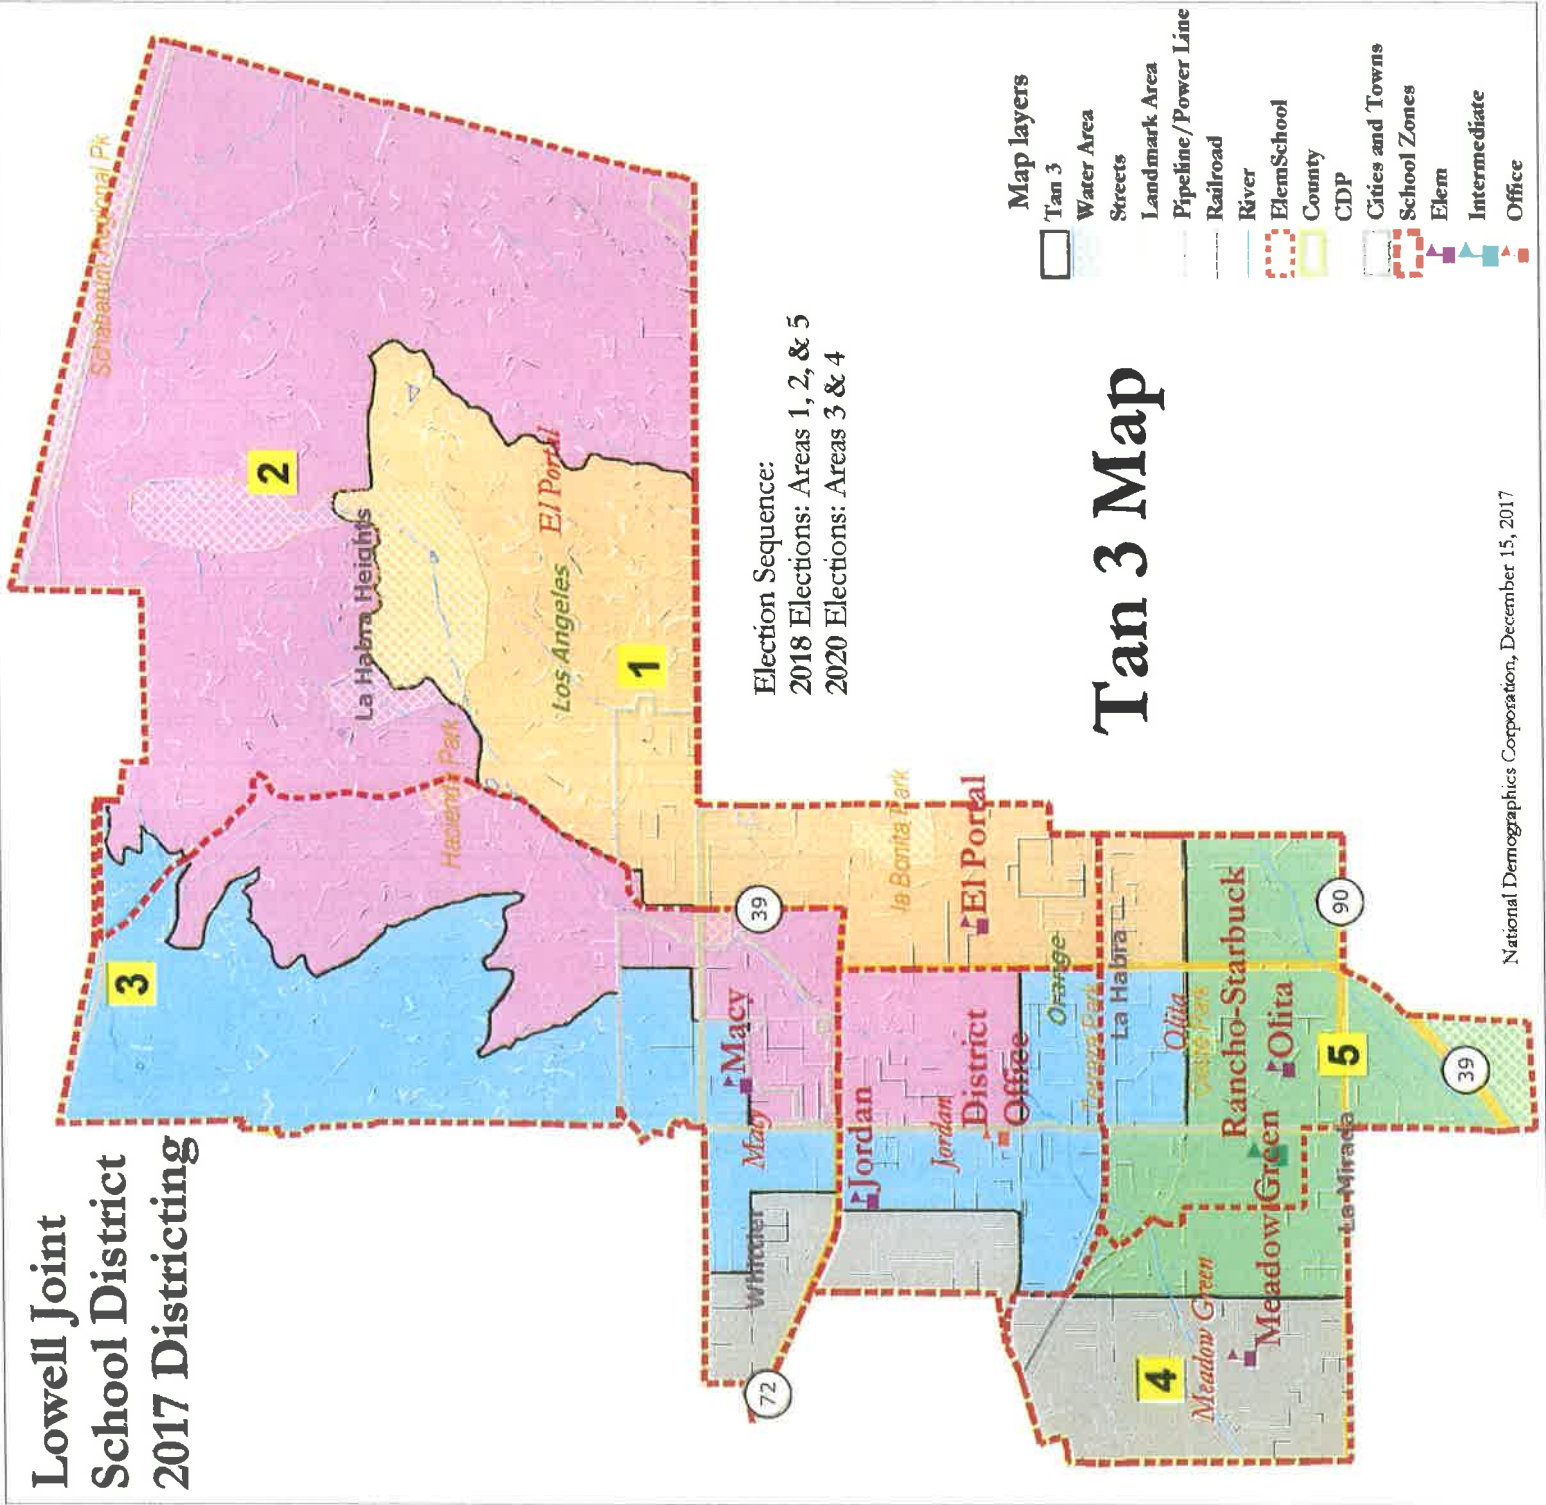 Lowell Joint
School District
2017 Districting
Schabarum Regional Pk
2
La Habra Heights
3
Hacienda Park
El Portal
Los Angeles
1
Election Sequence:
2018 Elections: Areas 1, 2, & 5
2020 Elections: Areas 3 & 4
Tan 3 Map
39
Macy
Macy
Whittier
72
la Bonita Park
El Portal
Jordan
Jordan
District
Office
Orange
La Habra
Olita
Rancho-Starbuck
Olita
90
5
39
Meadow Green
Meadow Green
4
La Mirada
Map layers
Tan 3
Water Area
Streets
Landmark Area
Pipeline/Power Line
Railroad
River
ElemSchool
County
CDP
Cities and Towns
School Zones
Elem
Intermediate
Office
National Demographics Corporation, December 15, 2017